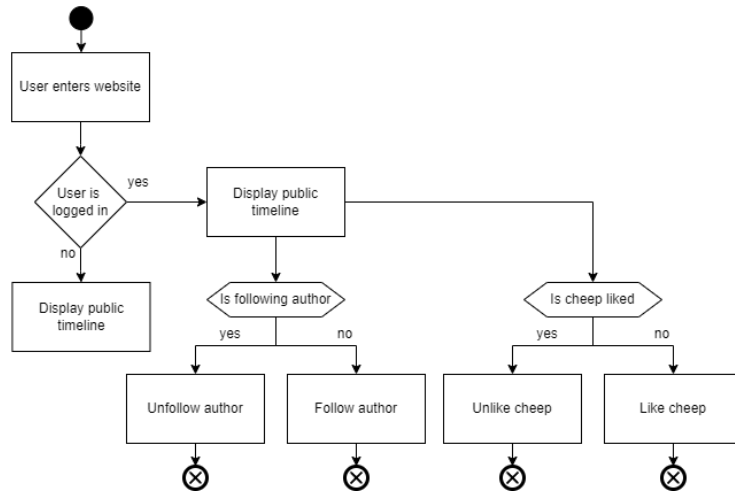 User enters website
User is
logged in
yes
Display public
timeline
no
Display public
timeline
Is following author
Is cheep liked
yes
no
yes
no
Unfollow author
Follow author
Unlike cheep
Like cheep